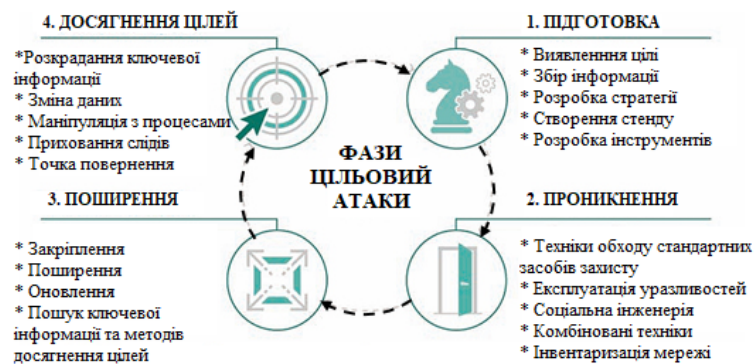 4. ДОСЯГНЕННЯ ЦІЛЕЙ
*Розкрадання ключевої
інформації
* Зміна даних
* Маніпуляція з процесами
* Приховання слідів
* Точка повернення
1. ПІДГОТОВКА
* Виявленння цілі
* Збір інформації
* Розробка стратегії
* Створення стенду
* Розробка інструментів
ФАЗИ
ЦІЛЬОВИЙ
АТАКИ
3. ПОШИРЕННЯ
* Закріплення
* Поширення
* Оновлення
* Пошук ключевої
інформації та методів
досягнення цілей
2. ПРОНИКНЕННЯ
* Техніки обходу стандартних
засобів захисту
* Експлуатація уразливостей
* Соціальна інженерія
* Комбіновані техніки
* Інвентаризація мережі